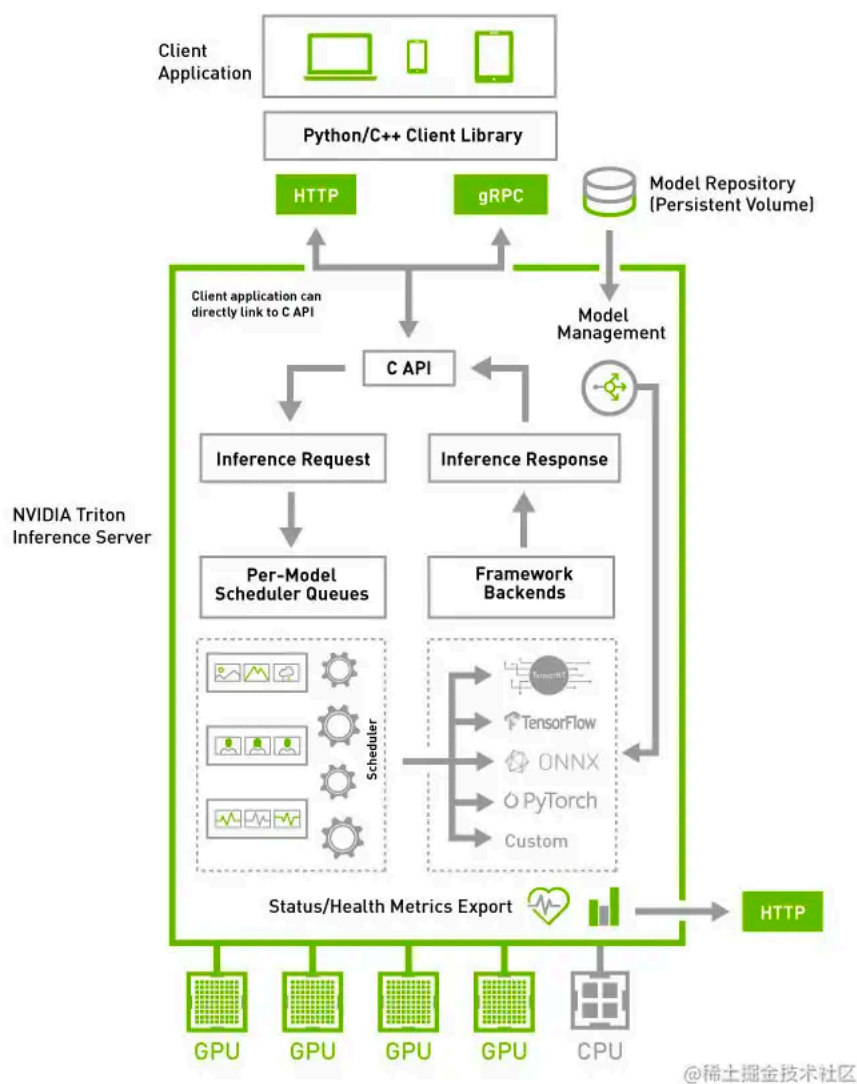 Client
Application
Python/C++ Client Library
HTTP
gRPC
Model Repository
(Persistent Volume)
Client application can
directly link to C API
Model
Management
C API
Inference Request
Inference Response
NVIDIA Triton
Inference Server
Per-Model
Scheduler Queues
Framework
Backends
Scheduler
TensorRT
TensorFlow
ONNX
PyTorch
Custom
Status/Health Metrics Export
HTTP
GPU
GPU
GPU
GPU
CPU
@稀土掘金技术社区